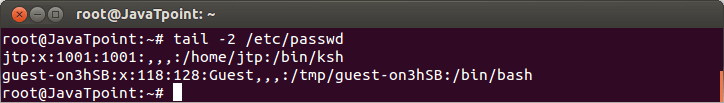 root@JavaTpoint: ~
root@JavaTpoint:~# tail -2 /etc/passwd
jtp:x:1001:1001:,,,:/home/jtp:/bin/ksh
guest-on3hSB:x:118:128:Guest,,,:/tmp/guest-on3hSB:/bin/bash
root@JavaTpoint:~#